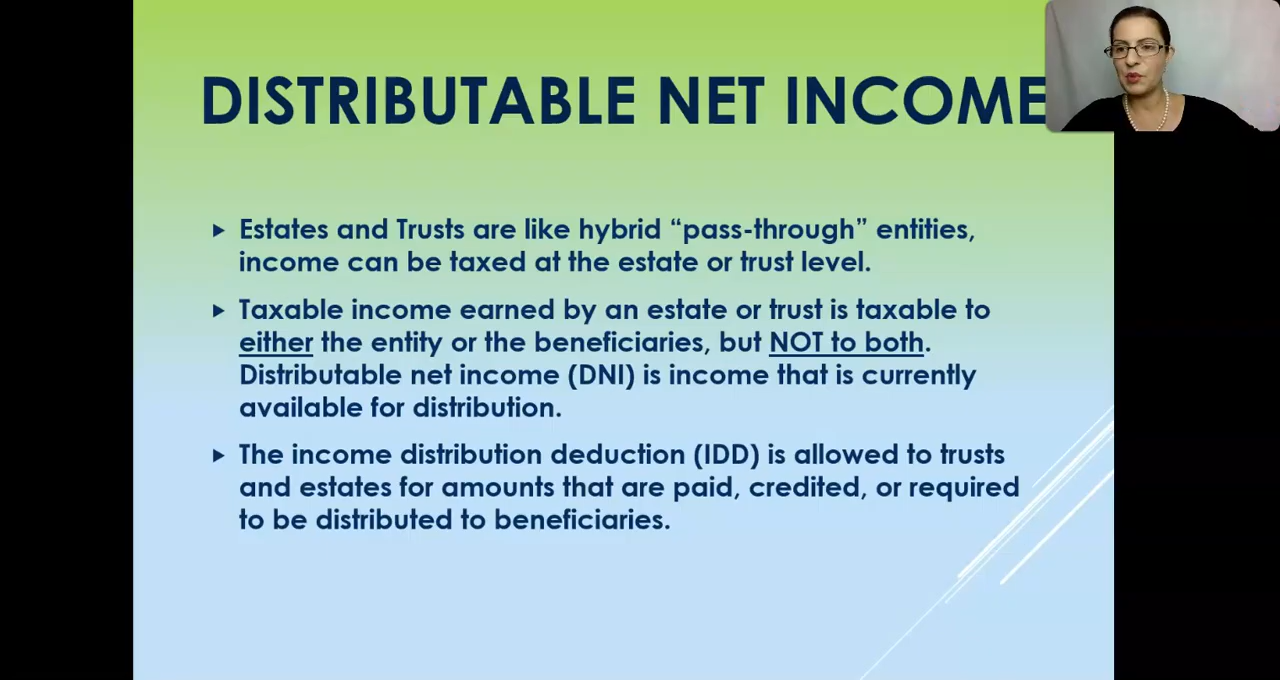 DISTRIBUTABLE NET INCOME
Estates and Trusts are like hybrid “pass-through” entities,
income can be taxed at the estate or trust level.
Taxable income earned by an estate or trust is taxable to
either the entity or the beneficiaries, but NOT to both.
Distributable net income (DNI) is income that is currently
available for distribution.
The income distribution deduction (IDD) is allowed to trusts
and estates for amounts that are paid, credited, or required
to be distributed to beneficiaries.